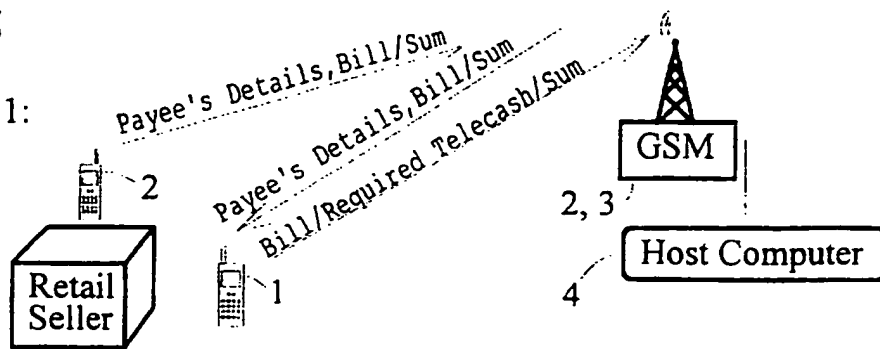 1:
Payee's Details,Bill/Sum
Payee's Details,Bill/Sum
Bill/Required Telecash/Sum
GSM
2
2, 3
1
Host Computer
4
Retail
Seller